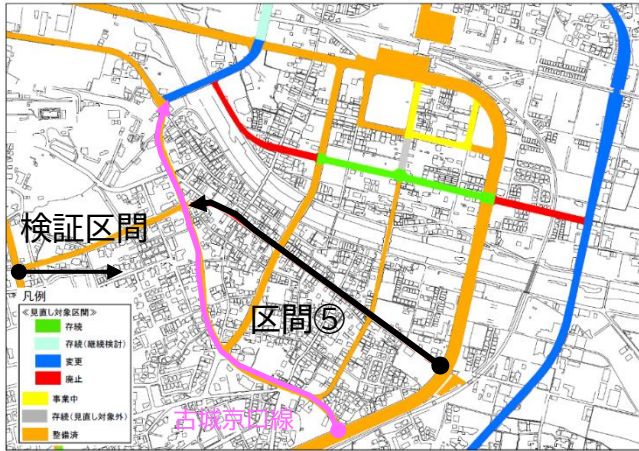 検証区間
区間⑤
古城京口線
凡例
≪見直し対象区間≫
存続
存続(継続検討)
変更
廃止
事業中
存続(見直し対象外)
整備済